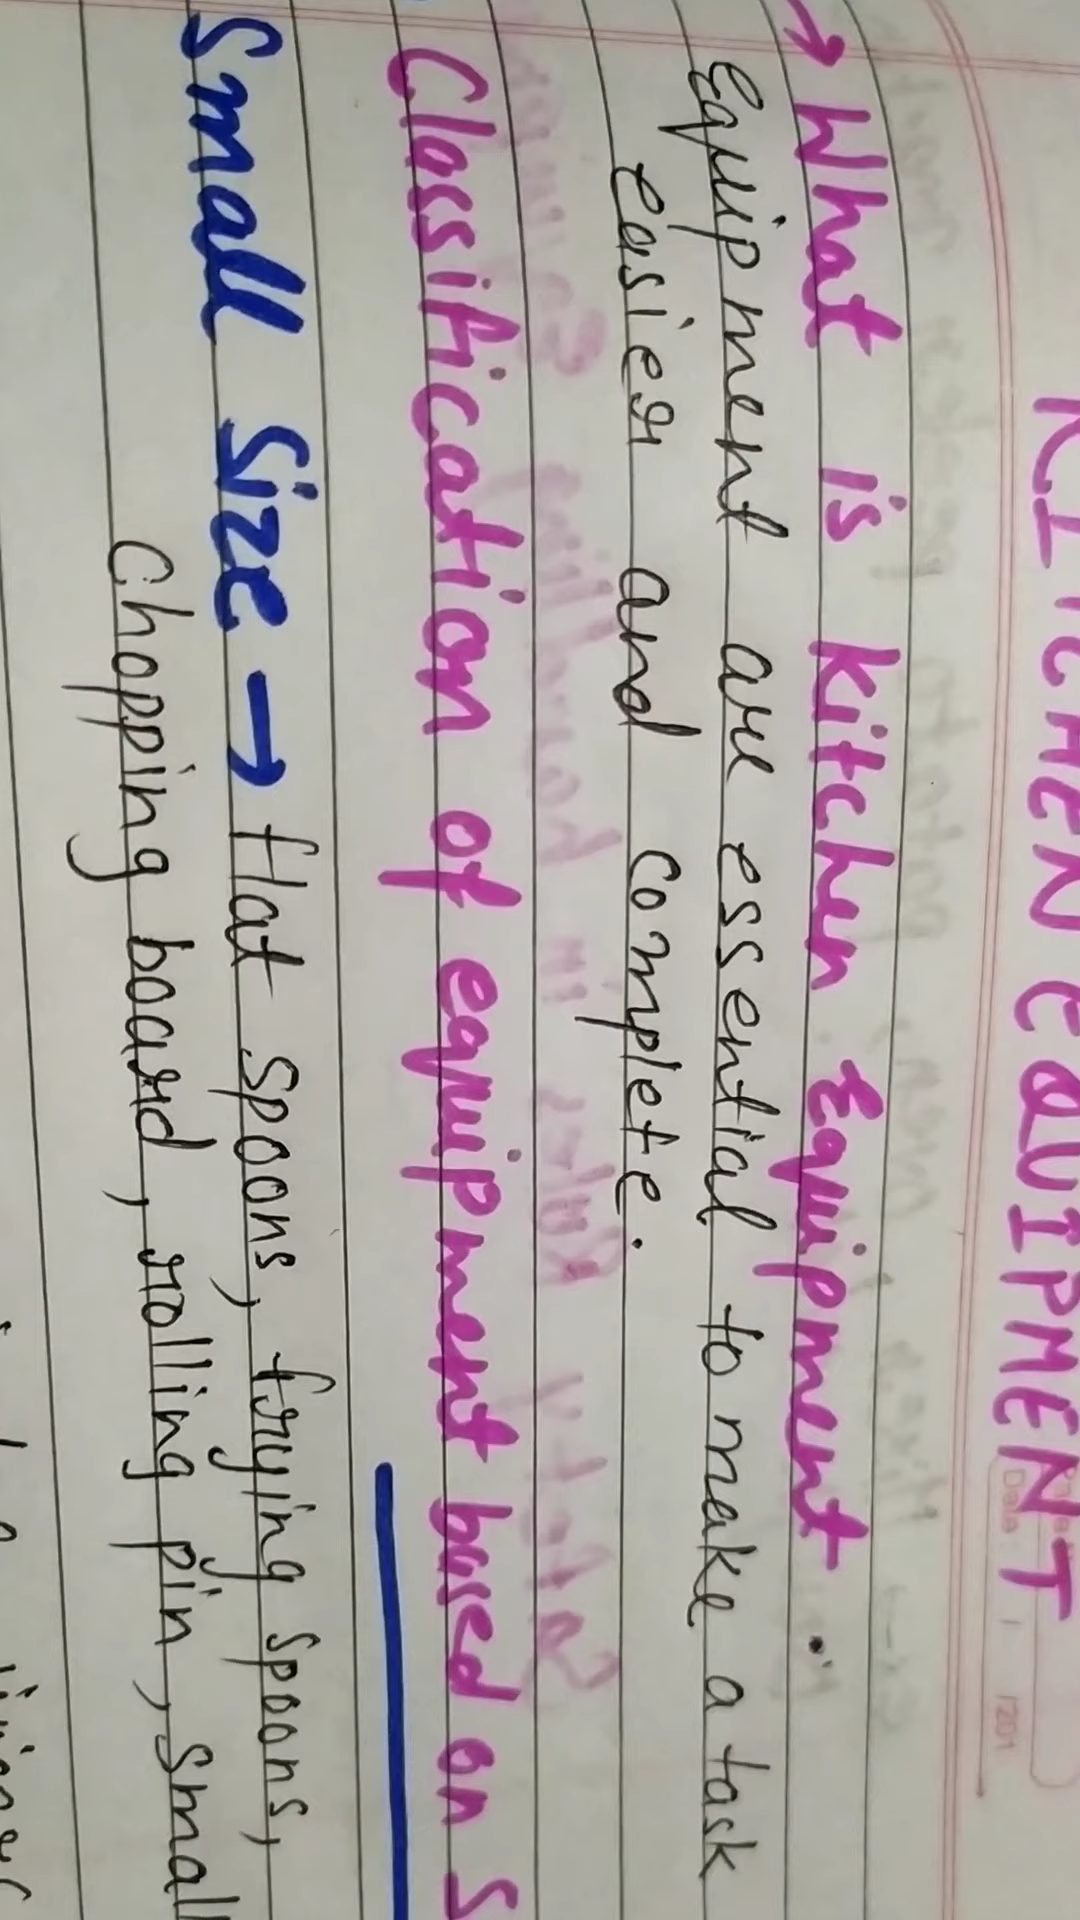 KITCHEN EQUIPMENT
→ What is kitchen Equipment
Equipment are essential to make a task
easier and complete.
Classification of equipment based on S
Small Size → flat Spoons, frying spoons,
Chopping board, rolling pin, small